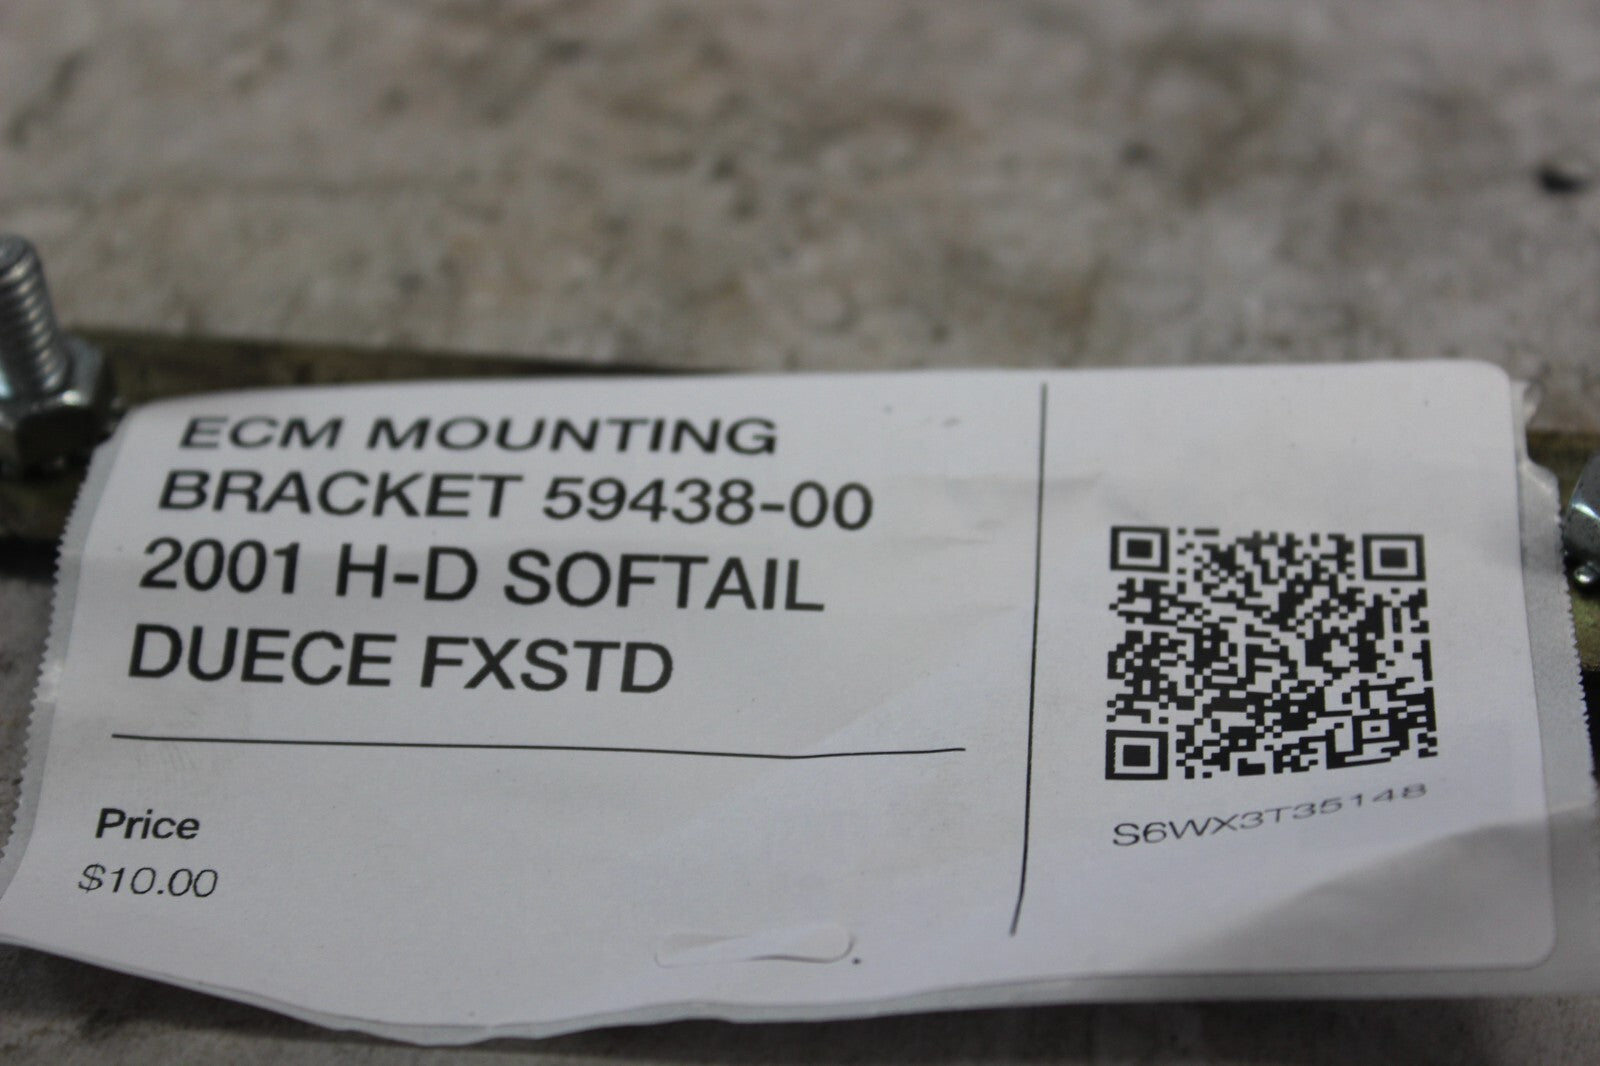 ECM MOUNTING
BRACKET 59438-00
2001 H-D SOFTAIL
DUECE FXSTD
Price
$10.00
S6WX3T35148